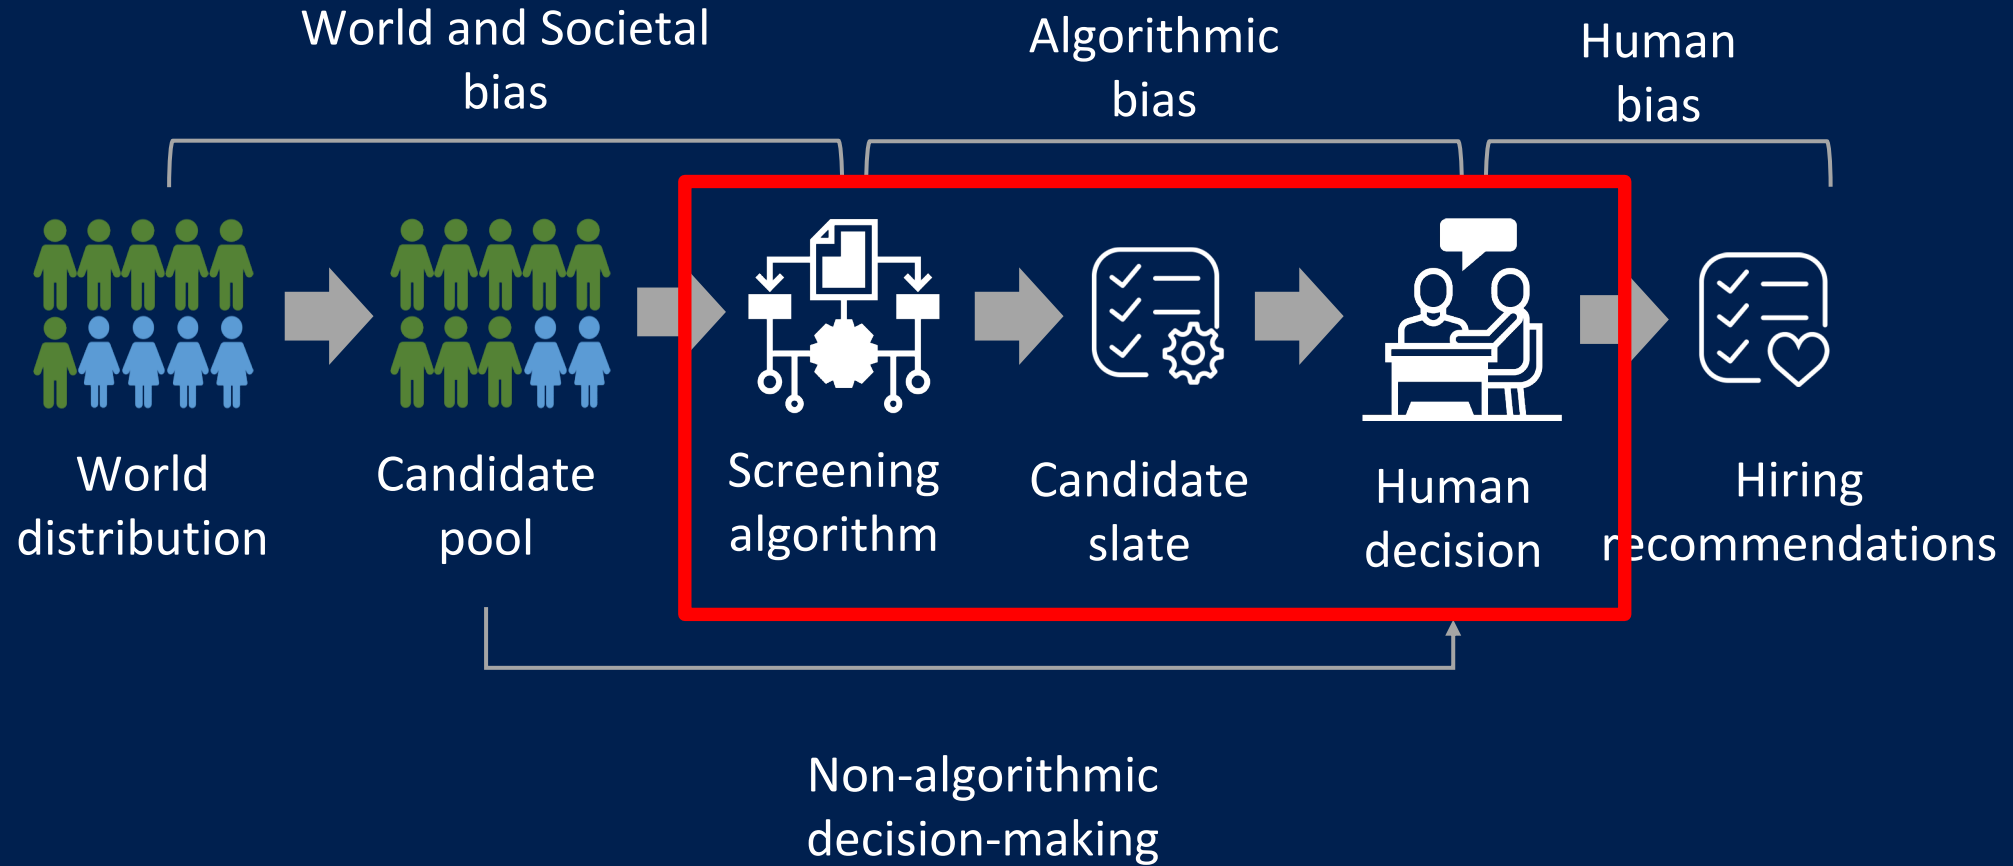 World and Societal
bias
Algorithmic
bias
Human
bias
World
distribution
Candidate
pool
Screening
algorithm
Candidate
slate
Human
decision
Hiring
recommendations
Non-algorithmic
decision-making